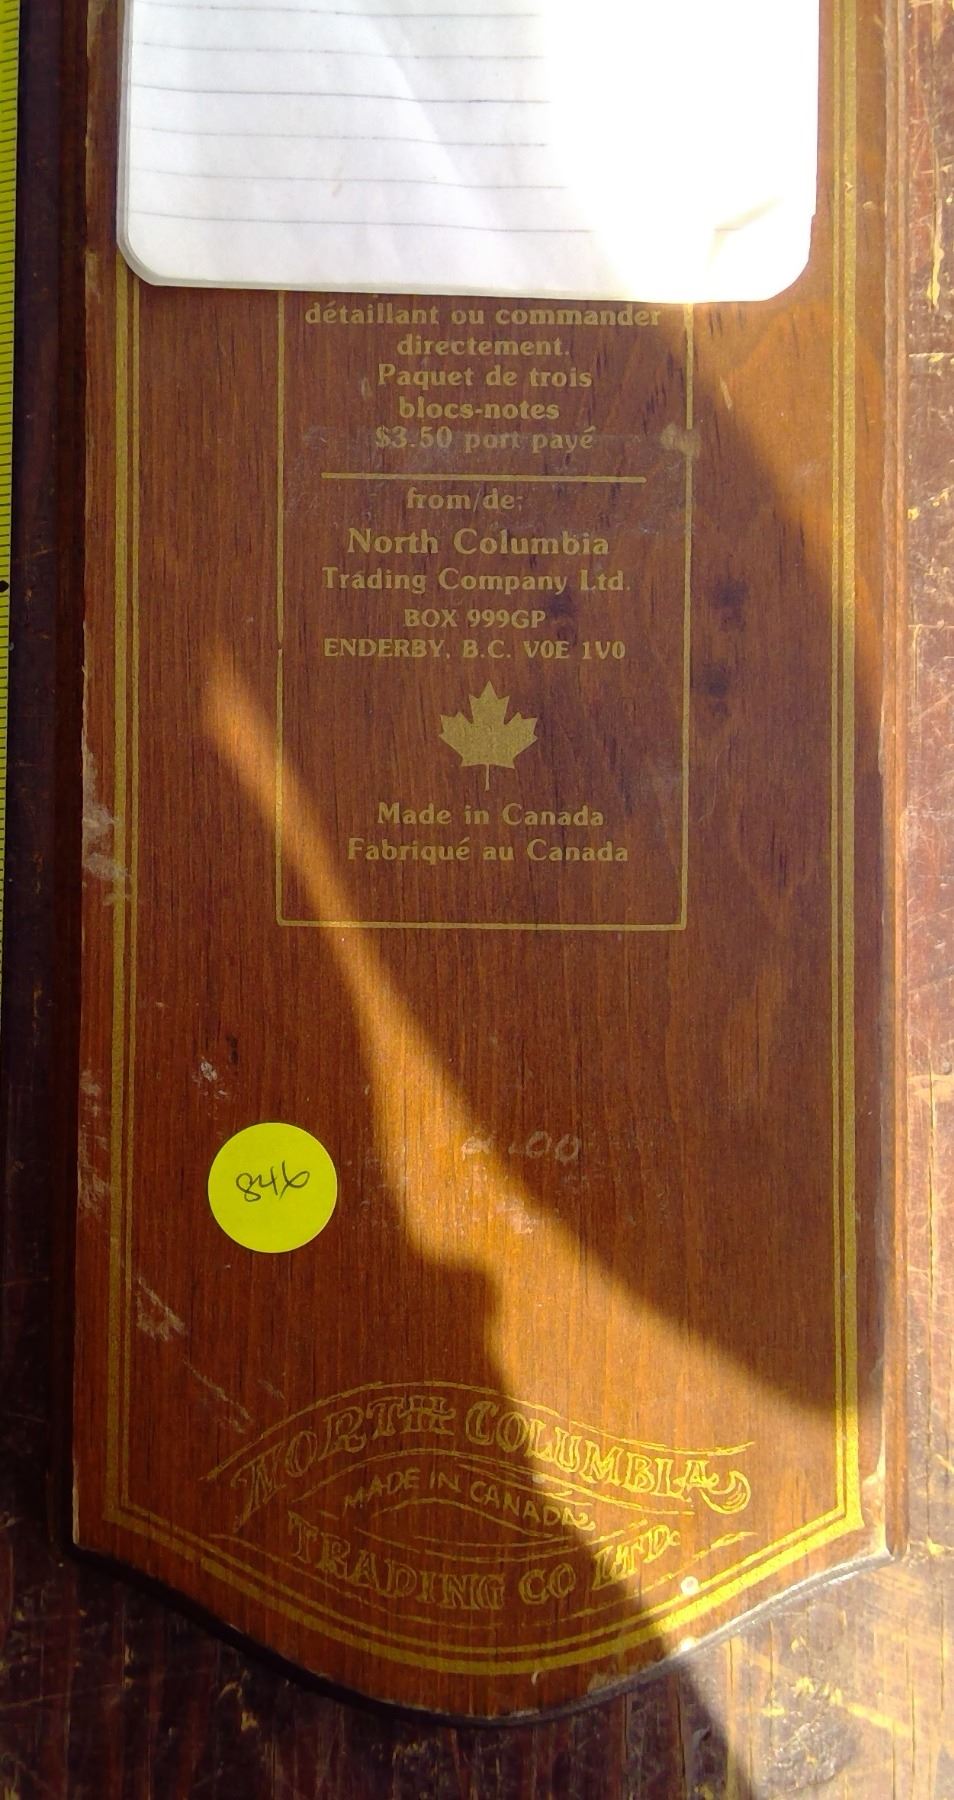 détaillant ou commander
directement.
Paquet de trois
blocs-notes
$3.50 port payé
from/de:
North Columbia
Trading Company Ltd.
BOX 999GP
ENDERBY, B.C. V0E 1V0
Made in Canada
Fabriqué au Canada
846
NORTH COLUMBIA
MADE IN CANADA
TRADING CO LTD.